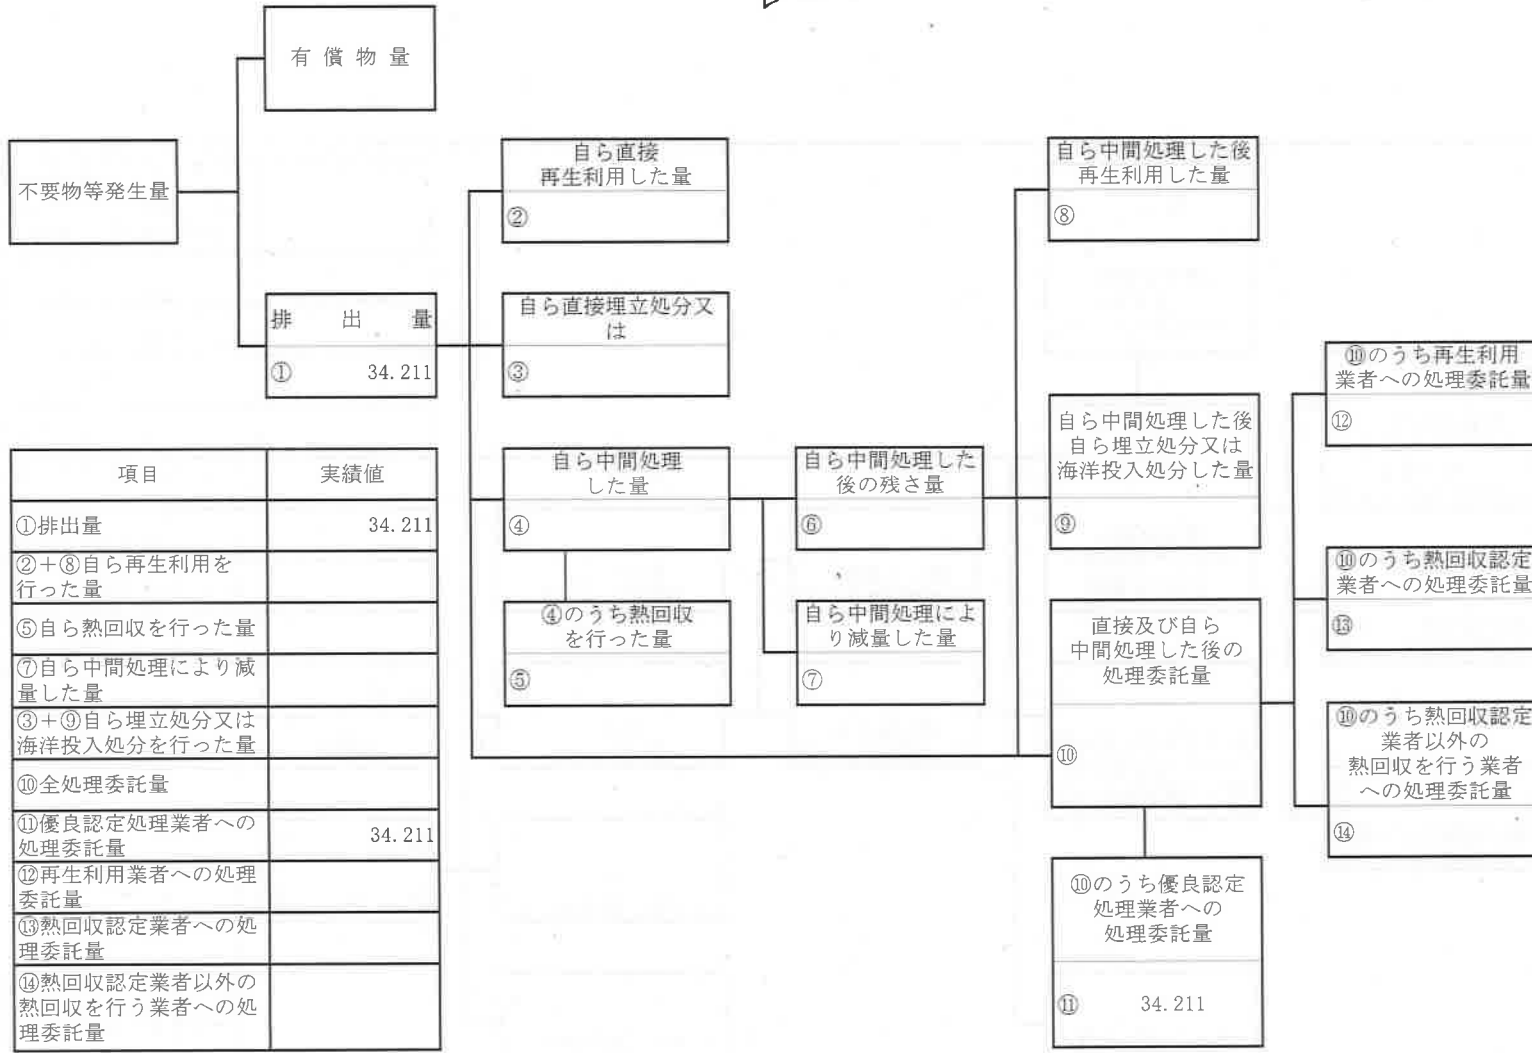 有償物量
不要物等発生量
排出量
① 34.211
自ら直接
再生利用した量
②
自ら直接埋立処分又
は
③
自ら中間処理
した量
④
④のうち熱回収
を行った量
⑤
自ら中間処理した
後の残さ量
⑥
自ら中間処理によ
り減量した量
⑦
自ら中間処理した後
再生利用した量
⑧
自ら中間処理した後
自ら埋立処分又は
海洋投入処分した量
⑨
直接及び自ら
中間処理した後の
処理委託量
⑩
⑩のうち優良認定
処理業者への
処理委託量
⑪ 34.211
⑩のうち再生利用
業者への処理委託量
⑫
⑩のうち熱回収認定
業者への処理委託量
⑬
⑩のうち熱回収認定
業者以外の
熱回収を行う業者
への処理委託量
⑭
項目 実績値
①排出量 34.211
②+⑧自ら再生利用を
行った量
⑤自ら熱回収を行った量
⑦自ら中間処理により減
量した量
③+⑨自ら埋立処分又は
海洋投入処分を行った量
⑩全処理委託量
⑪優良認定処理業者への
処理委託量 34.211
⑫再生利用業者への処理
委託量
⑬熱回収認定業者への処
理委託量
⑭熱回収認定業者以外の
熱回収を行う業者への処
理委託量